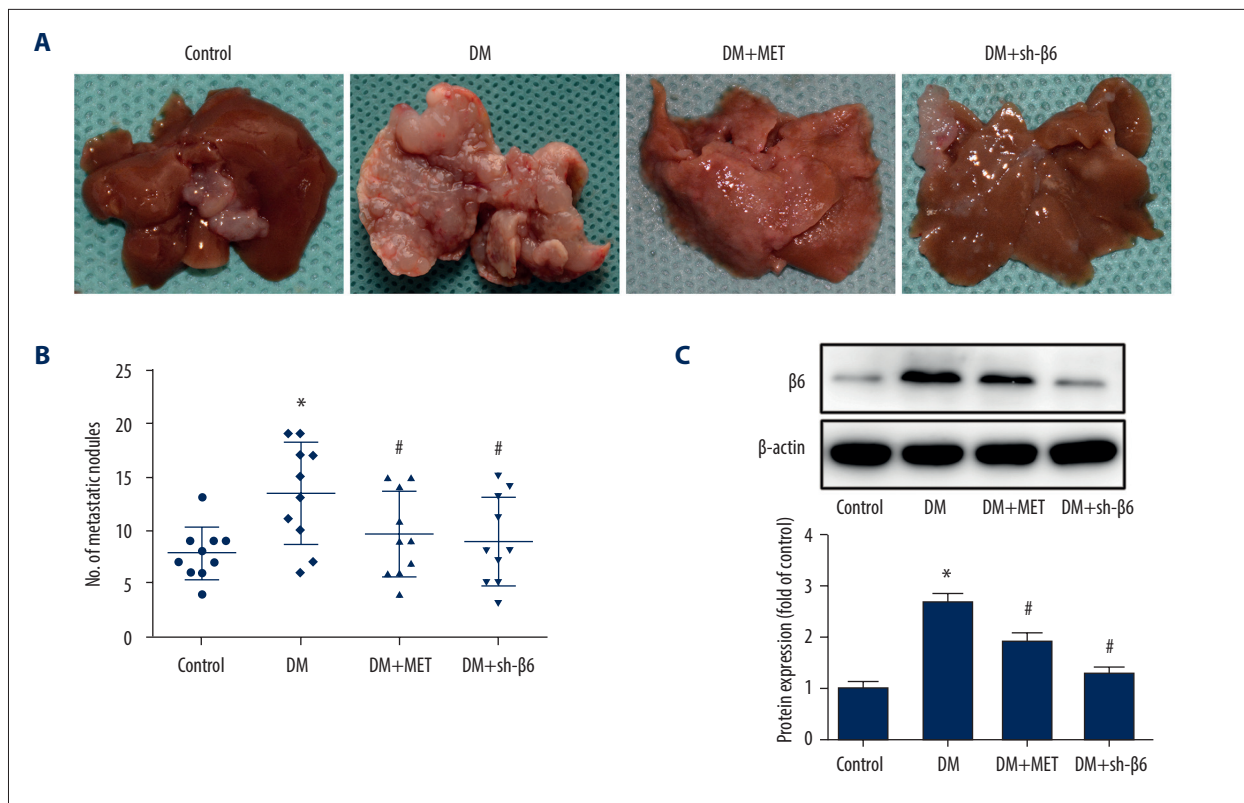 A
Control
DM
DM+MET
DM+sh-β6
B
No. of metastatic nodules
25
20
15
10
5
0
*
#
#
Control
DM
DM+MET
DM+sh-β6
C
β6
β-actin
Control
DM
DM+MET
DM+sh-β6
Protein expression (fold of control)
4
3
2
1
0
*
#
#
Control
DM
DM+MET
DM+sh-β6